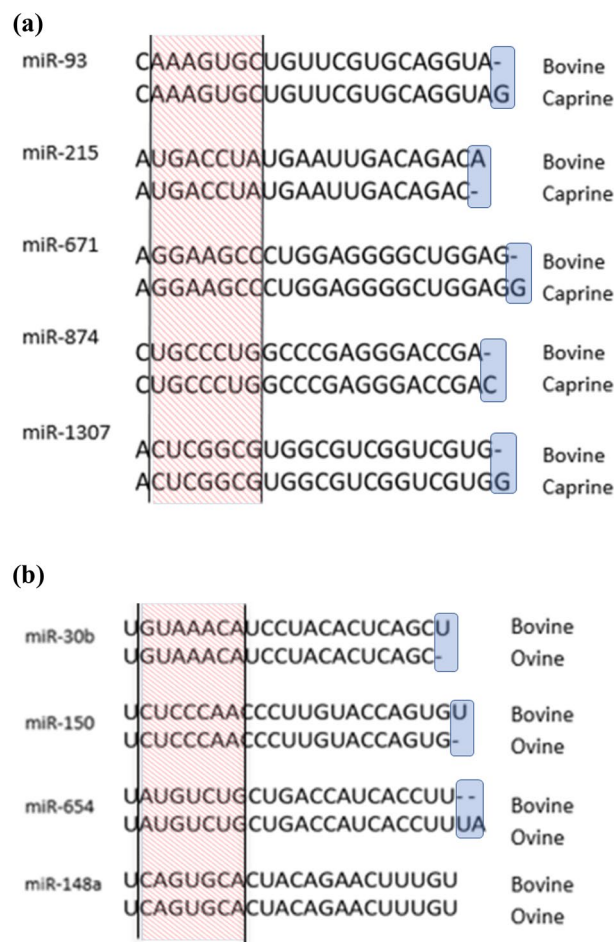 (a)
miR-93
CAAAGUGCUGUUCGUGCAGGUA- Bovine
CAAAGUGCUGUUCGUGCAGGUAG Caprine
miR-215
AUGACCUAUGAAUUGACAGACA Bovine
AUGACCUAUGAAUUGACAGAC- Caprine
miR-671
AGGAAGCCCUGGAGGGGCUGGAG- Bovine
AGGAAGCCCUGGAGGGGCUGGAGG Caprine
miR-874
CUGCCCUGGCCCGAGGGACCGA- Bovine
CUGCCCUGGCCCGAGGGACCGAC Caprine
miR-1307
ACUCGGCGUGGCGUCGGUCGUG- Bovine
ACUCGGCGUGGCGUCGGUCGUGG Caprine
(b)
miR-30b
UGUAAACAUCCUACACUCAGCU Bovine
UGUAAACAUCCUACACUCAGC- Ovine
miR-150
UCUCCCAACCCUUGUACCAGUGU Bovine
UCUCCCAACCCUUGUACCAGUG- Ovine
miR-654
UAUGUCUGCUGACCAUCACCUU-- Bovine
UAUGUCUGCUGACCAUCACCUUUA Ovine
miR-148a
UCAGUGCACUACAGAACUUUGU Bovine
UCAGUGCACUACAGAACUUUGU Ovine